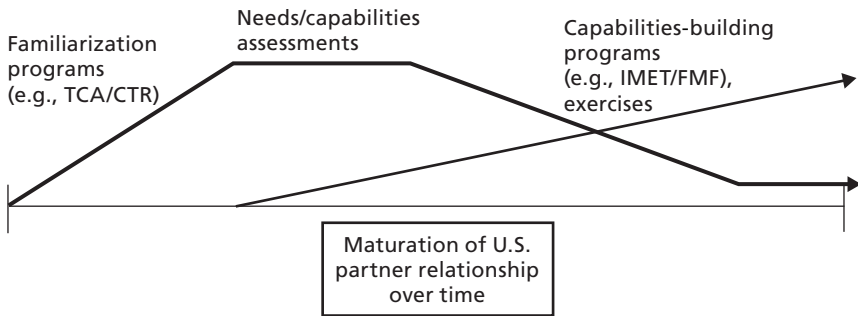 Familiarization
programs
(e.g., TCA/CTR)
Needs/capabilities
assessments
Capabilities-building
programs
(e.g., IMET/FMF),
exercises
Maturation of U.S.
partner relationship
over time